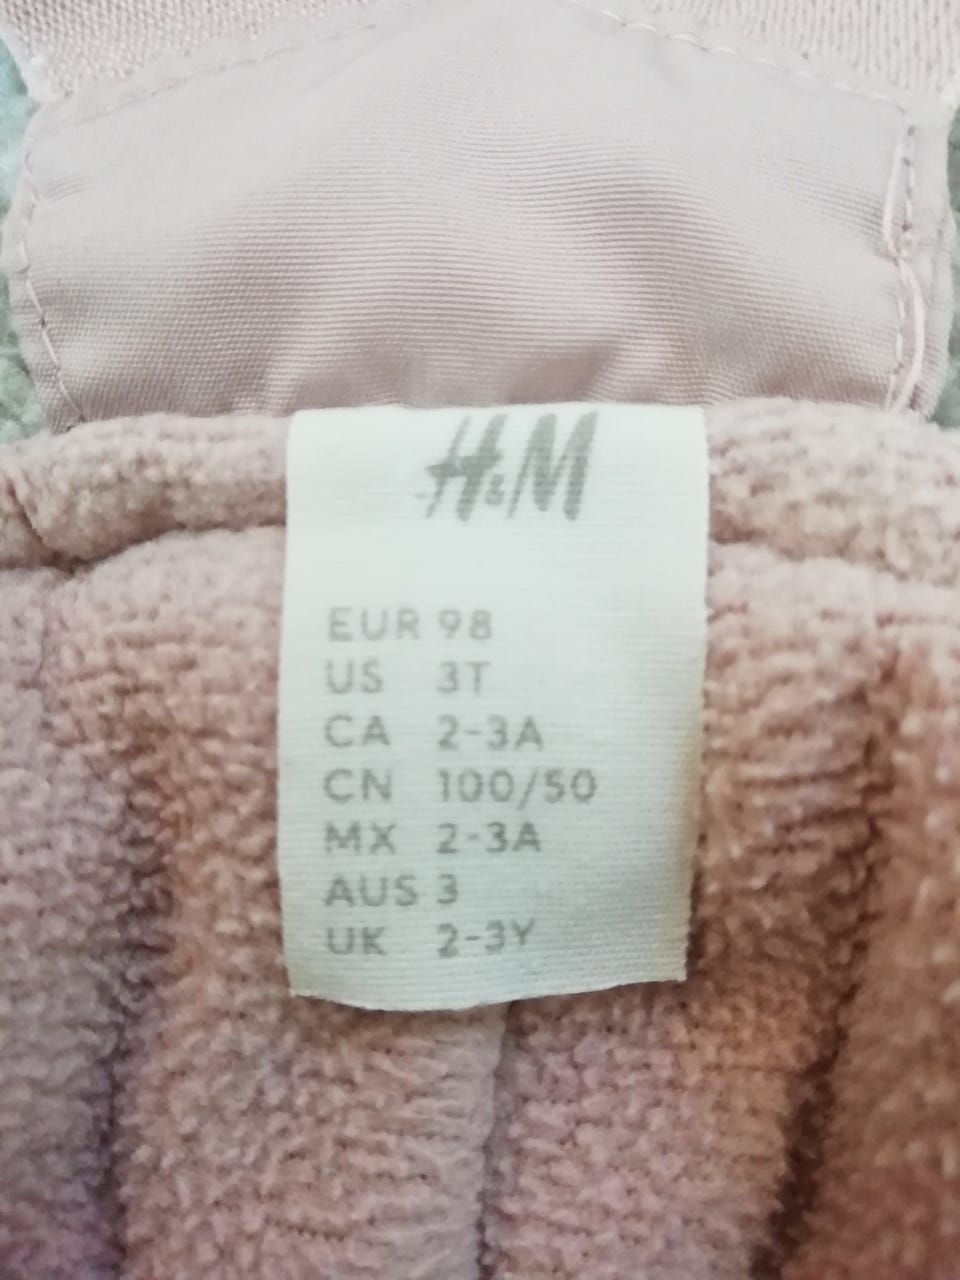 H&M
EUR 98
US 3T
CA 2-3A
CN 100/50
MX 2-3A
AUS 3
UK 2-3Y